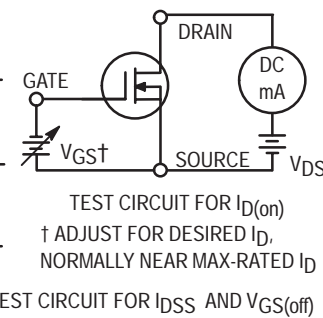 DRAIN
DC
mA
GATE
VGS†
SOURCE
VDS
TEST CIRCUIT FOR ID(on)
† ADJUST FOR DESIRED ID,
NORMALLY NEAR MAX-RATED ID
TEST CIRCUIT FOR IDSS AND VGS(off)